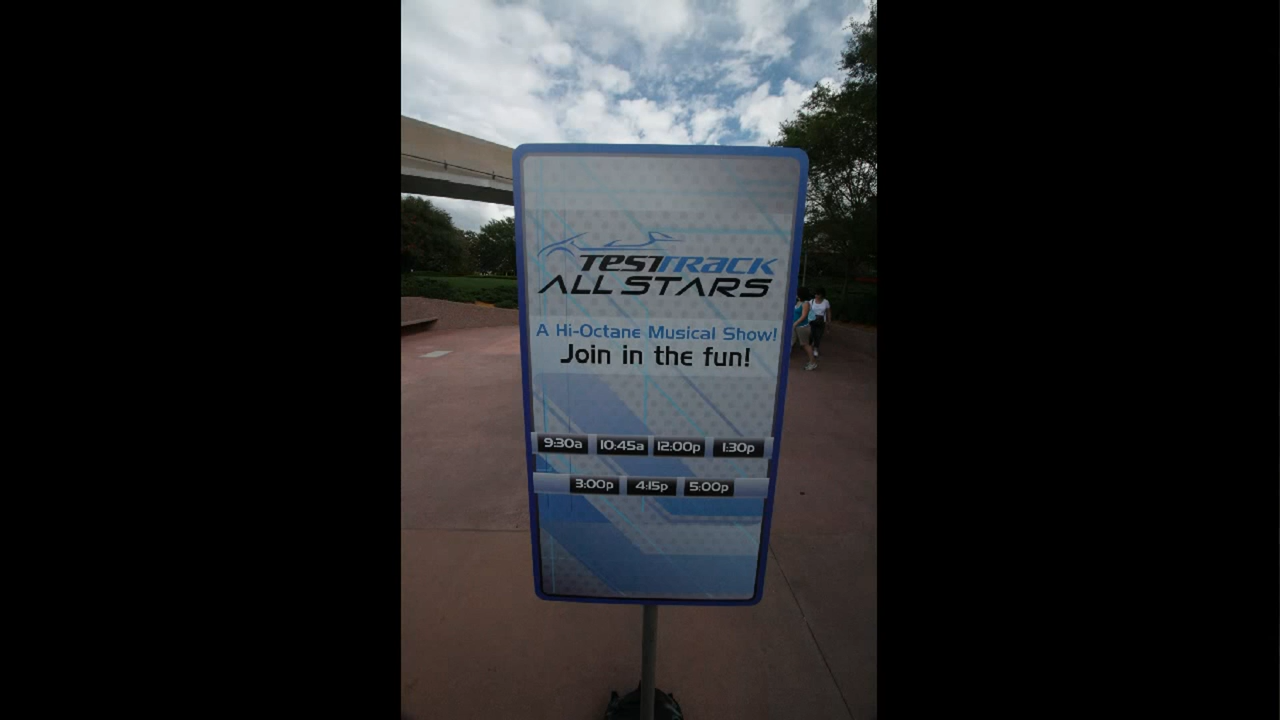 TESTTRACK
ALL STARS
A Hi-Octane Musical Show!
Join in the fun!
9:30a 10:45a 12:00p 1:30p
3:00p 4:15p 5:00p